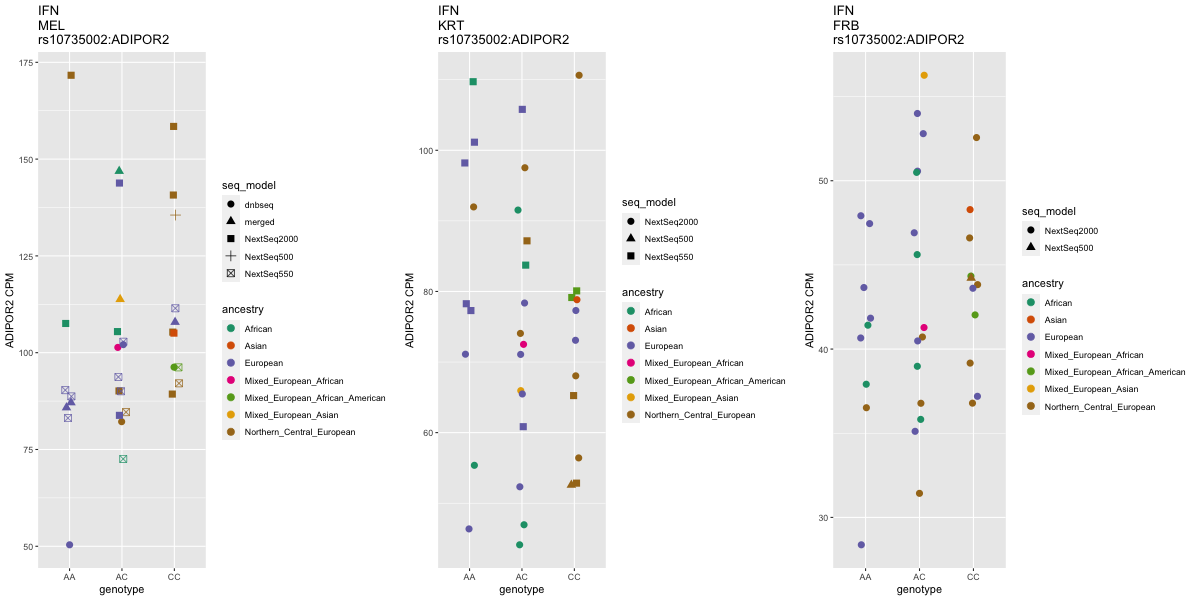 IFN
MEL
rs10735002:ADIPOR2
175
150
125
100
75
50
ADIPOR2 CPM
AA
AC
CC
genotype
seq_model
dnbseq
merged
NextSeq2000
NextSeq500
NextSeq550
ancestry
African
Asian
European
Mixed_European_African
Mixed_European_African_American
Mixed_European_Asian
Northern_Central_European
IFN
KRT
rs10735002:ADIPOR2
100
80
60
ADIPOR2 CPM
AA
AC
CC
genotype
seq_model
NextSeq2000
NextSeq500
NextSeq550
ancestry
African
Asian
European
Mixed_European_African
Mixed_European_African_American
Mixed_European_Asian
Northern_Central_European
IFN
FRB
rs10735002:ADIPOR2
50
40
30
ADIPOR2 CPM
AA
AC
CC
genotype
seq_model
NextSeq2000
NextSeq500
ancestry
African
Asian
European
Mixed_European_African
Mixed_European_African_American
Mixed_European_Asian
Northern_Central_European